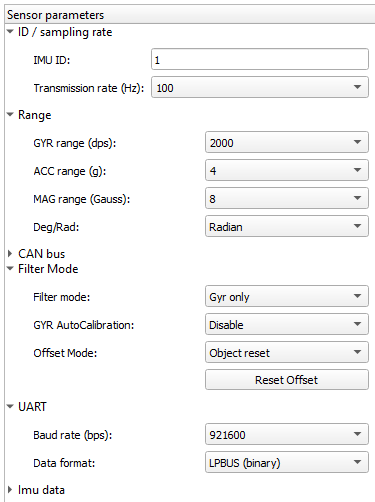 Sensor parameters
ID / sampling rate
IMU ID: 1
Transmission rate (Hz): 100
Range
GYR range (dps): 2000
ACC range (g): 4
MAG range (Gauss): 8
Deg/Rad: Radian
CAN bus
Filter Mode
Filter mode: Gyr only
GYR AutoCalibration: Disable
Offset Mode: Object reset
Reset Offset
UART
Baud rate (bps): 921600
Data format: LPBUS (binary)
Imu data